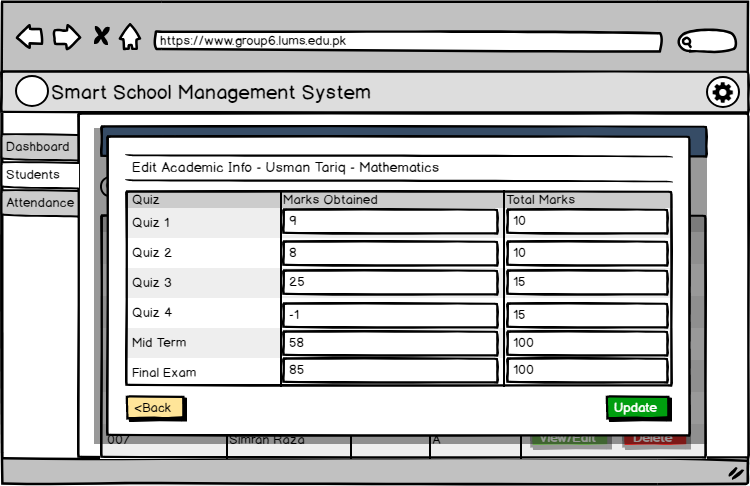 https://www.group6.lums.edu.pk
Smart School Management System
Dashboard
Students
Attendance
Edit Academic Info - Usman Tariq - Mathematics
Quiz Marks Obtained Total Marks
Quiz 1 9 10
Quiz 2 8 10
Quiz 3 25 15
Quiz 4 -1 15
Mid Term 58 100
Final Exam 85 100
<Back Update
007 Simran Raza A View/Edit Delete